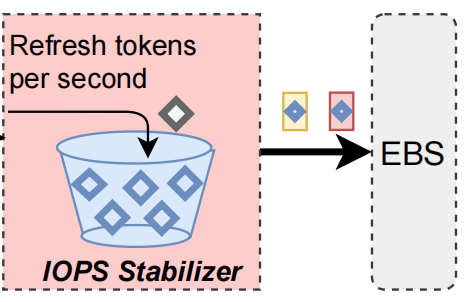 Refresh tokens
per second
EBS
IOPS Stabilizer